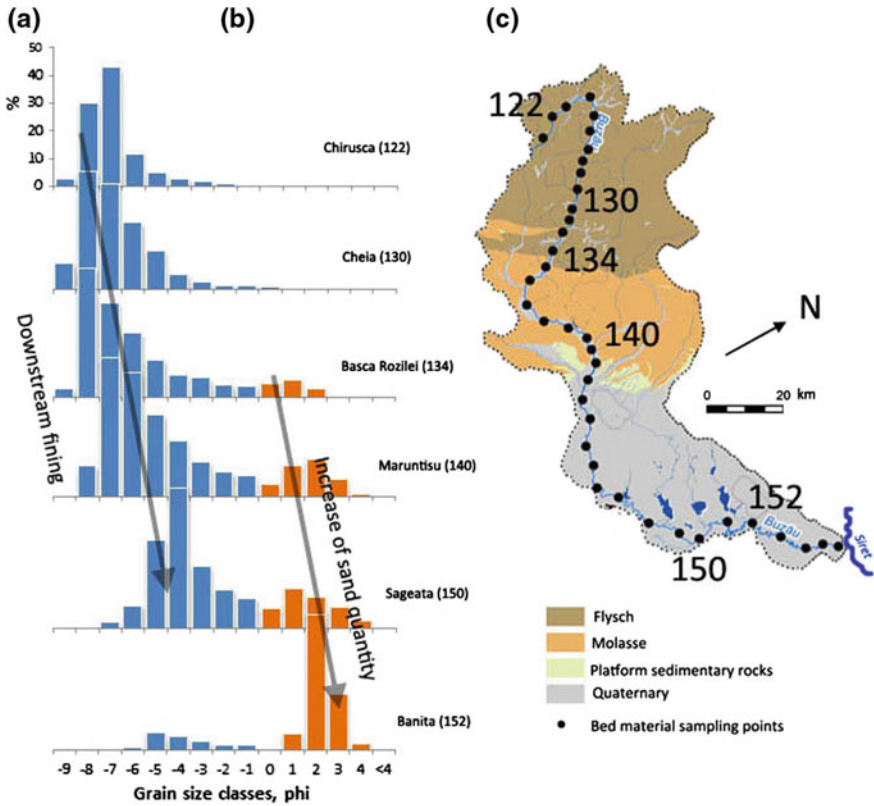 (a)
(b)
(c)
50
40
30
20
10
0
%
Chirusca (122)
Cheia (130)
Basca Rozilei (134)
Maruntisu (140)
Sageata (150)
Banita (152)
Downstream fining
Increase of sand quantity
-9 -8 -7 -6 -5 -4 -3 -2 -1 0 1 2 3 4 <4
Grain size classes, phi
122
Buzău
130
134
140
N
0 20 km
152
Buzău
150
Siret
Flysch
Molasse
Platform sedimentary rocks
Quaternary
Bed material sampling points